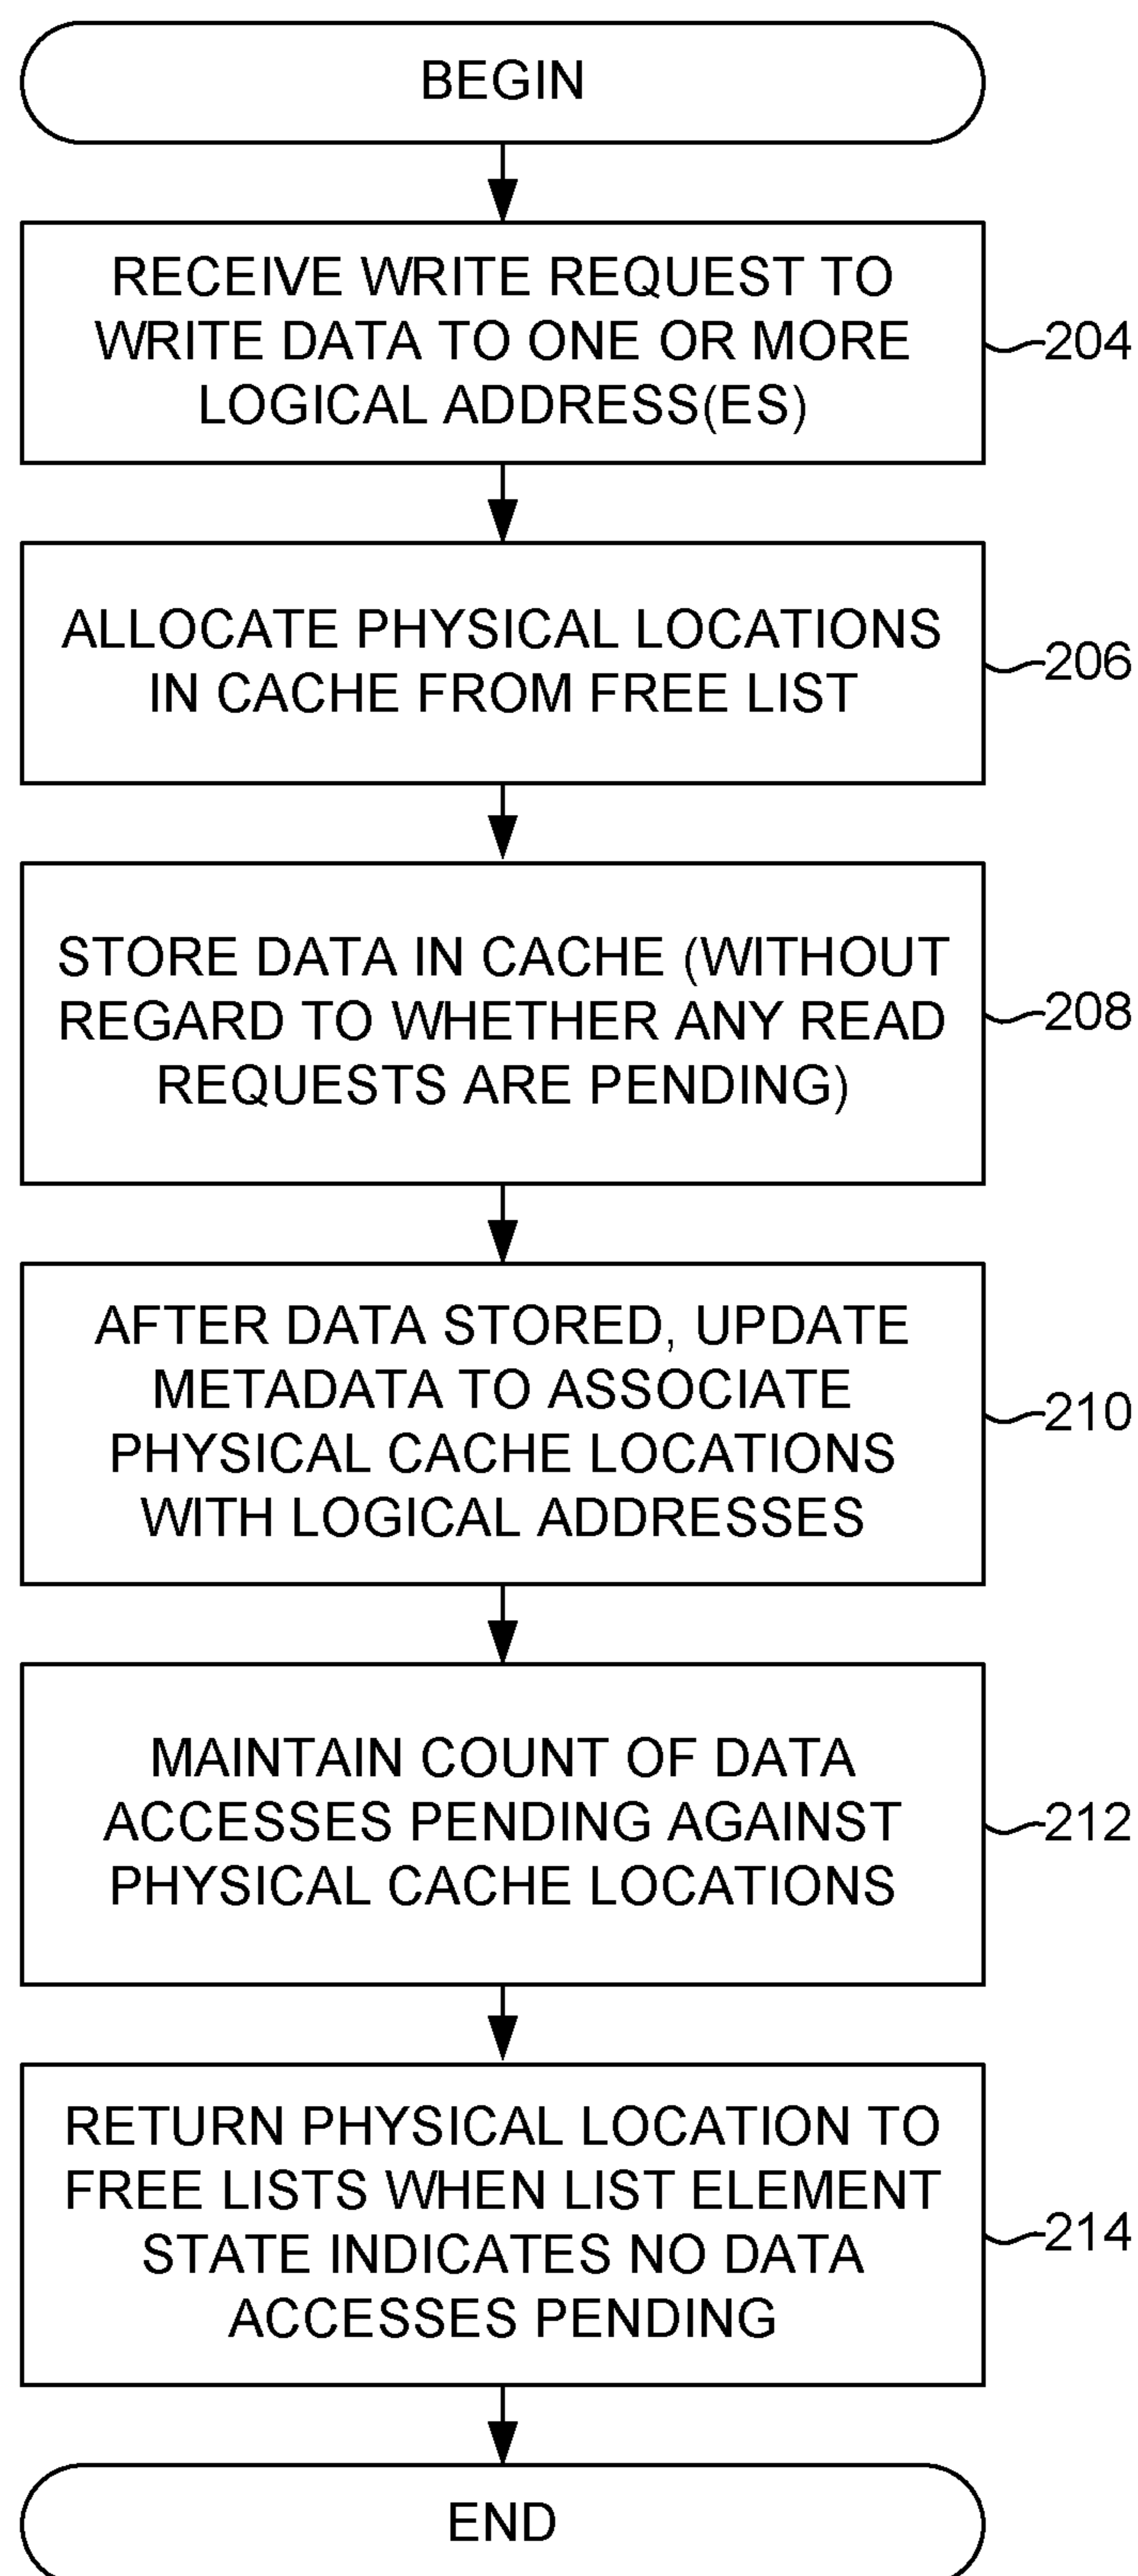 BEGIN
RECEIVE WRITE REQUEST TO
WRITE DATA TO ONE OR MORE
LOGICAL ADDRESS(ES)
204
ALLOCATE PHYSICAL LOCATIONS
IN CACHE FROM FREE LIST
206
STORE DATA IN CACHE (WITHOUT
REGARD TO WHETHER ANY READ
REQUESTS ARE PENDING)
208
AFTER DATA STORED, UPDATE
METADATA TO ASSOCIATE
PHYSICAL CACHE LOCATIONS
WITH LOGICAL ADDRESSES
210
MAINTAIN COUNT OF DATA
ACCESSES PENDING AGAINST
PHYSICAL CACHE LOCATIONS
212
RETURN PHYSICAL LOCATION TO
FREE LISTS WHEN LIST ELEMENT
STATE INDICATES NO DATA
ACCESSES PENDING
214
END